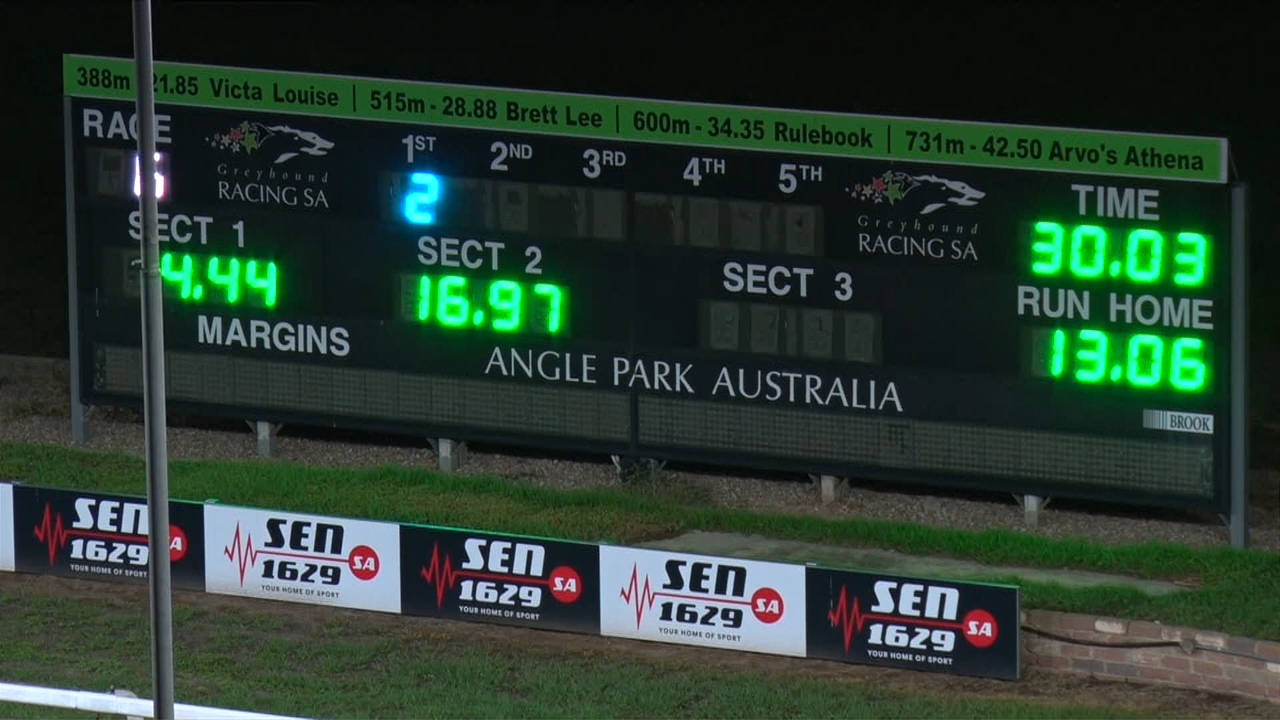 388m 21.85 Victa Louise | 515m - 28.88 Brett Lee | 600m - 34.35 Rulebook | 731m - 42.50 Arvo's Athena
RACE
Greyhound
RACING SA
1ST 2ND 3RD 4TH 5TH
2
Greyhound
RACING SA
TIME
30.03
SECT 1
4.44
SECT 2
16.97
SECT 3
RUN HOME
13.06
MARGINS
ANGLE PARK AUSTRALIA
BROOK
SEN
1629 SA
YOUR HOME OF SPORT
SEN
1629 SA
YOUR HOME OF SPORT
SEN
1629 SA
YOUR HOME OF SPORT
SEN
1629 SA
YOUR HOME OF SPORT
SEN
1629 SA
YOUR HOME OF SPORT